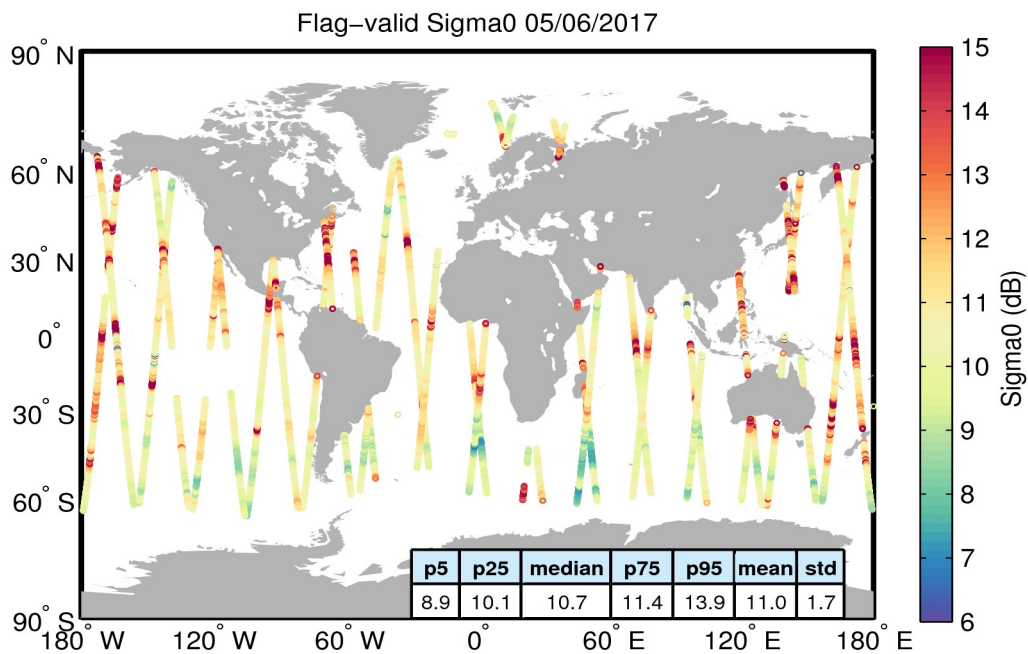 Flag−valid Sigma0 05/06/2017
90° N
60° N
30° N
0°
30° S
60° S
90° S
180° W
120° W
60° W
0°
60° E
120° E
180° E
15
14
13
12
11
10
9
8
7
6
Sigma0 (dB)
p5 p25 median p75 p95 mean std
8.9 10.1 10.7 11.4 13.9 11.0 1.7